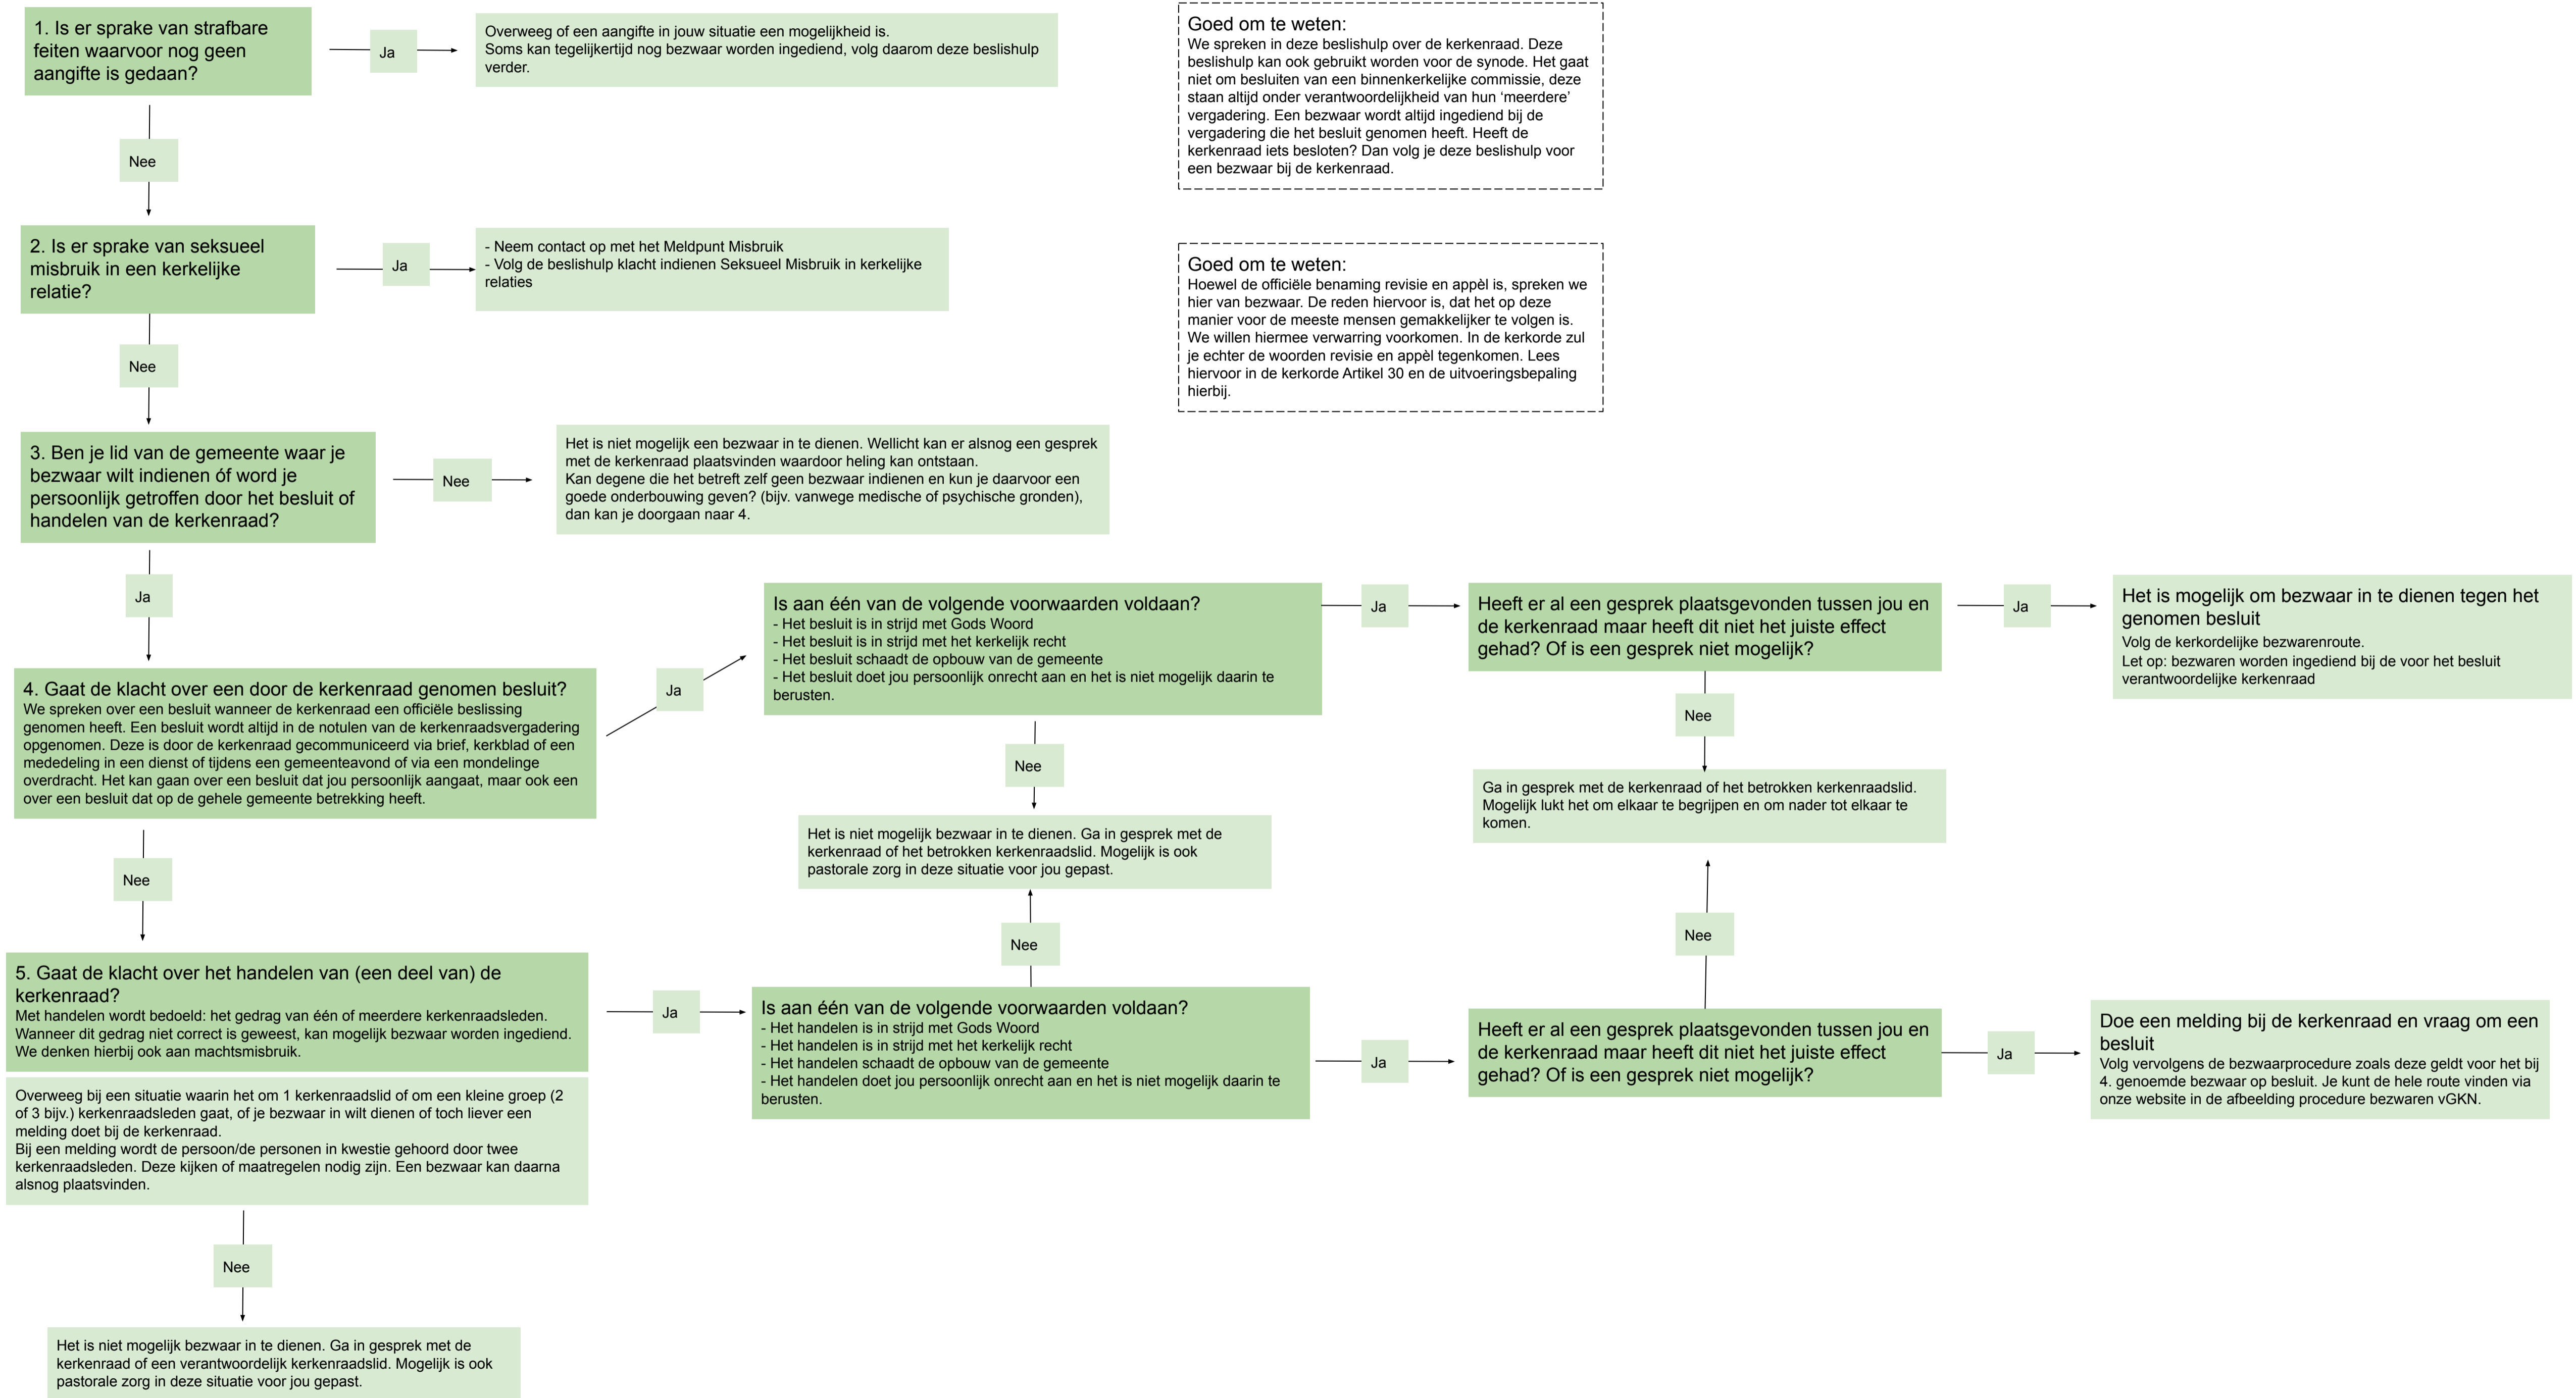 1. Is er sprake van strafbare
feiten waarvoor nog geen
aangifte is gedaan?
Ja
Overweeg of een aangifte in jouw situatie een mogelijkheid is.
Soms kan tegelijkertijd nog bezwaar worden ingediend, volg daarom deze beslishulp
verder.
Goed om te weten:
We spreken in deze beslishulp over de kerkenraad. Deze
beslishulp kan ook gebruikt worden voor de synode. Het gaat
niet om besluiten van een binnenkerkelijke commissie, deze
staan altijd onder verantwoordelijkheid van hun ‘meerdere’
vergadering. Een bezwaar wordt altijd ingediend bij de
vergadering die het besluit genomen heeft. Heeft de
kerkenraad iets besloten? Dan volg je deze beslishulp voor
een bezwaar bij de kerkenraad.
Nee
2. Is er sprake van seksueel
misbruik in een kerkelijke
relatie?
Ja
- Neem contact op met het Meldpunt Misbruik
- Volg de beslishulp klacht indienen Seksueel Misbruik in kerkelijke
relaties
Goed om te weten:
Hoewel de officiële benaming revisie en appèl is, spreken we
hier van bezwaar. De reden hiervoor is, dat het op deze
manier voor de meeste mensen gemakkelijker te volgen is.
We willen hiermee verwarring voorkomen. In de kerkorde zul
je echter de woorden revisie en appèl tegenkomen. Lees
hiervoor in de kerkorde Artikel 30 en de uitvoeringsbepaling
hierbij.
Nee
3. Ben je lid van de gemeente waar je
bezwaar wilt indienen óf word je
persoonlijk getroffen door het besluit of
handelen van de kerkenraad?
Nee
Het is niet mogelijk een bezwaar in te dienen. Wellicht kan er alsnog een gesprek
met de kerkenraad plaatsvinden waardoor heling kan ontstaan.
Kan degene die het betreft zelf geen bezwaar indienen en kun je daarvoor een
goede onderbouwing geven? (bijv. vanwege medische of psychische gronden),
dan kan je doorgaan naar 4.
Ja
4. Gaat de klacht over een door de kerkenraad genomen besluit?
We spreken over een besluit wanneer de kerkenraad een officiële beslissing
genomen heeft. Een besluit wordt altijd in de notulen van de kerkenraadsvergadering
opgenomen. Deze is door de kerkenraad gecommuniceerd via brief, kerkblad of een
mededeling in een dienst of tijdens een gemeenteavond of via een mondelinge
overdracht. Het kan gaan over een besluit dat jou persoonlijk aangaat, maar ook een
over een besluit dat op de gehele gemeente betrekking heeft.
Ja
Is aan één van de volgende voorwaarden voldaan?
- Het besluit is in strijd met Gods Woord
- Het besluit is in strijd met het kerkelijk recht
- Het besluit schaadt de opbouw van de gemeente
- Het besluit doet jou persoonlijk onrecht aan en het is niet mogelijk daarin te
berusten.
Ja
Heeft er al een gesprek plaatsgevonden tussen jou en
de kerkenraad maar heeft dit niet het juiste effect
gehad? Of is een gesprek niet mogelijk?
Ja
Het is mogelijk om bezwaar in te dienen tegen het
genomen besluit
Volg de kerkordelijke bezwarenroute.
Let op: bezwaren worden ingediend bij de voor het besluit
verantwoordelijke kerkenraad
Nee
Nee
Het is niet mogelijk bezwaar in te dienen. Ga in gesprek met de
kerkenraad of het betrokken kerkenraadslid. Mogelijk is ook
pastorale zorg in deze situatie voor jou gepast.
Ga in gesprek met de kerkenraad of het betrokken kerkenraadslid.
Mogelijk lukt het om elkaar te begrijpen en om nader tot elkaar te
komen.
Nee
Nee
Nee
5. Gaat de klacht over het handelen van (een deel van) de
kerkenraad?
Met handelen wordt bedoeld: het gedrag van één of meerdere kerkenraadsleden.
Wanneer dit gedrag niet correct is geweest, kan mogelijk bezwaar worden ingediend.
We denken hierbij ook aan machtsmisbruik.
Ja
Is aan één van de volgende voorwaarden voldaan?
- Het handelen is in strijd met Gods Woord
- Het handelen is in strijd met het kerkelijk recht
- Het handelen schaadt de opbouw van de gemeente
- Het handelen doet jou persoonlijk onrecht aan en het is niet mogelijk daarin te
berusten.
Ja
Heeft er al een gesprek plaatsgevonden tussen jou en
de kerkenraad maar heeft dit niet het juiste effect
gehad? Of is een gesprek niet mogelijk?
Ja
Doe een melding bij de kerkenraad en vraag om een
besluit
Volg vervolgens de bezwaarprocedure zoals deze geldt voor het bij
4. genoemde bezwaar op besluit. Je kunt de hele route vinden via
onze website in de afbeelding procedure bezwaren vGKN.
Overweeg bij een situatie waarin het om 1 kerkenraadslid of om een kleine groep (2
of 3 bijv.) kerkenraadsleden gaat, of je bezwaar in wilt dienen of toch liever een
melding doet bij de kerkenraad.
Bij een melding wordt de persoon/de personen in kwestie gehoord door twee
kerkenraadsleden. Deze kijken of maatregelen nodig zijn. Een bezwaar kan daarna
alsnog plaatsvinden.
Nee
Het is niet mogelijk bezwaar in te dienen. Ga in gesprek met de
kerkenraad of een verantwoordelijk kerkenraadslid. Mogelijk is ook
pastorale zorg in deze situatie voor jou gepast.